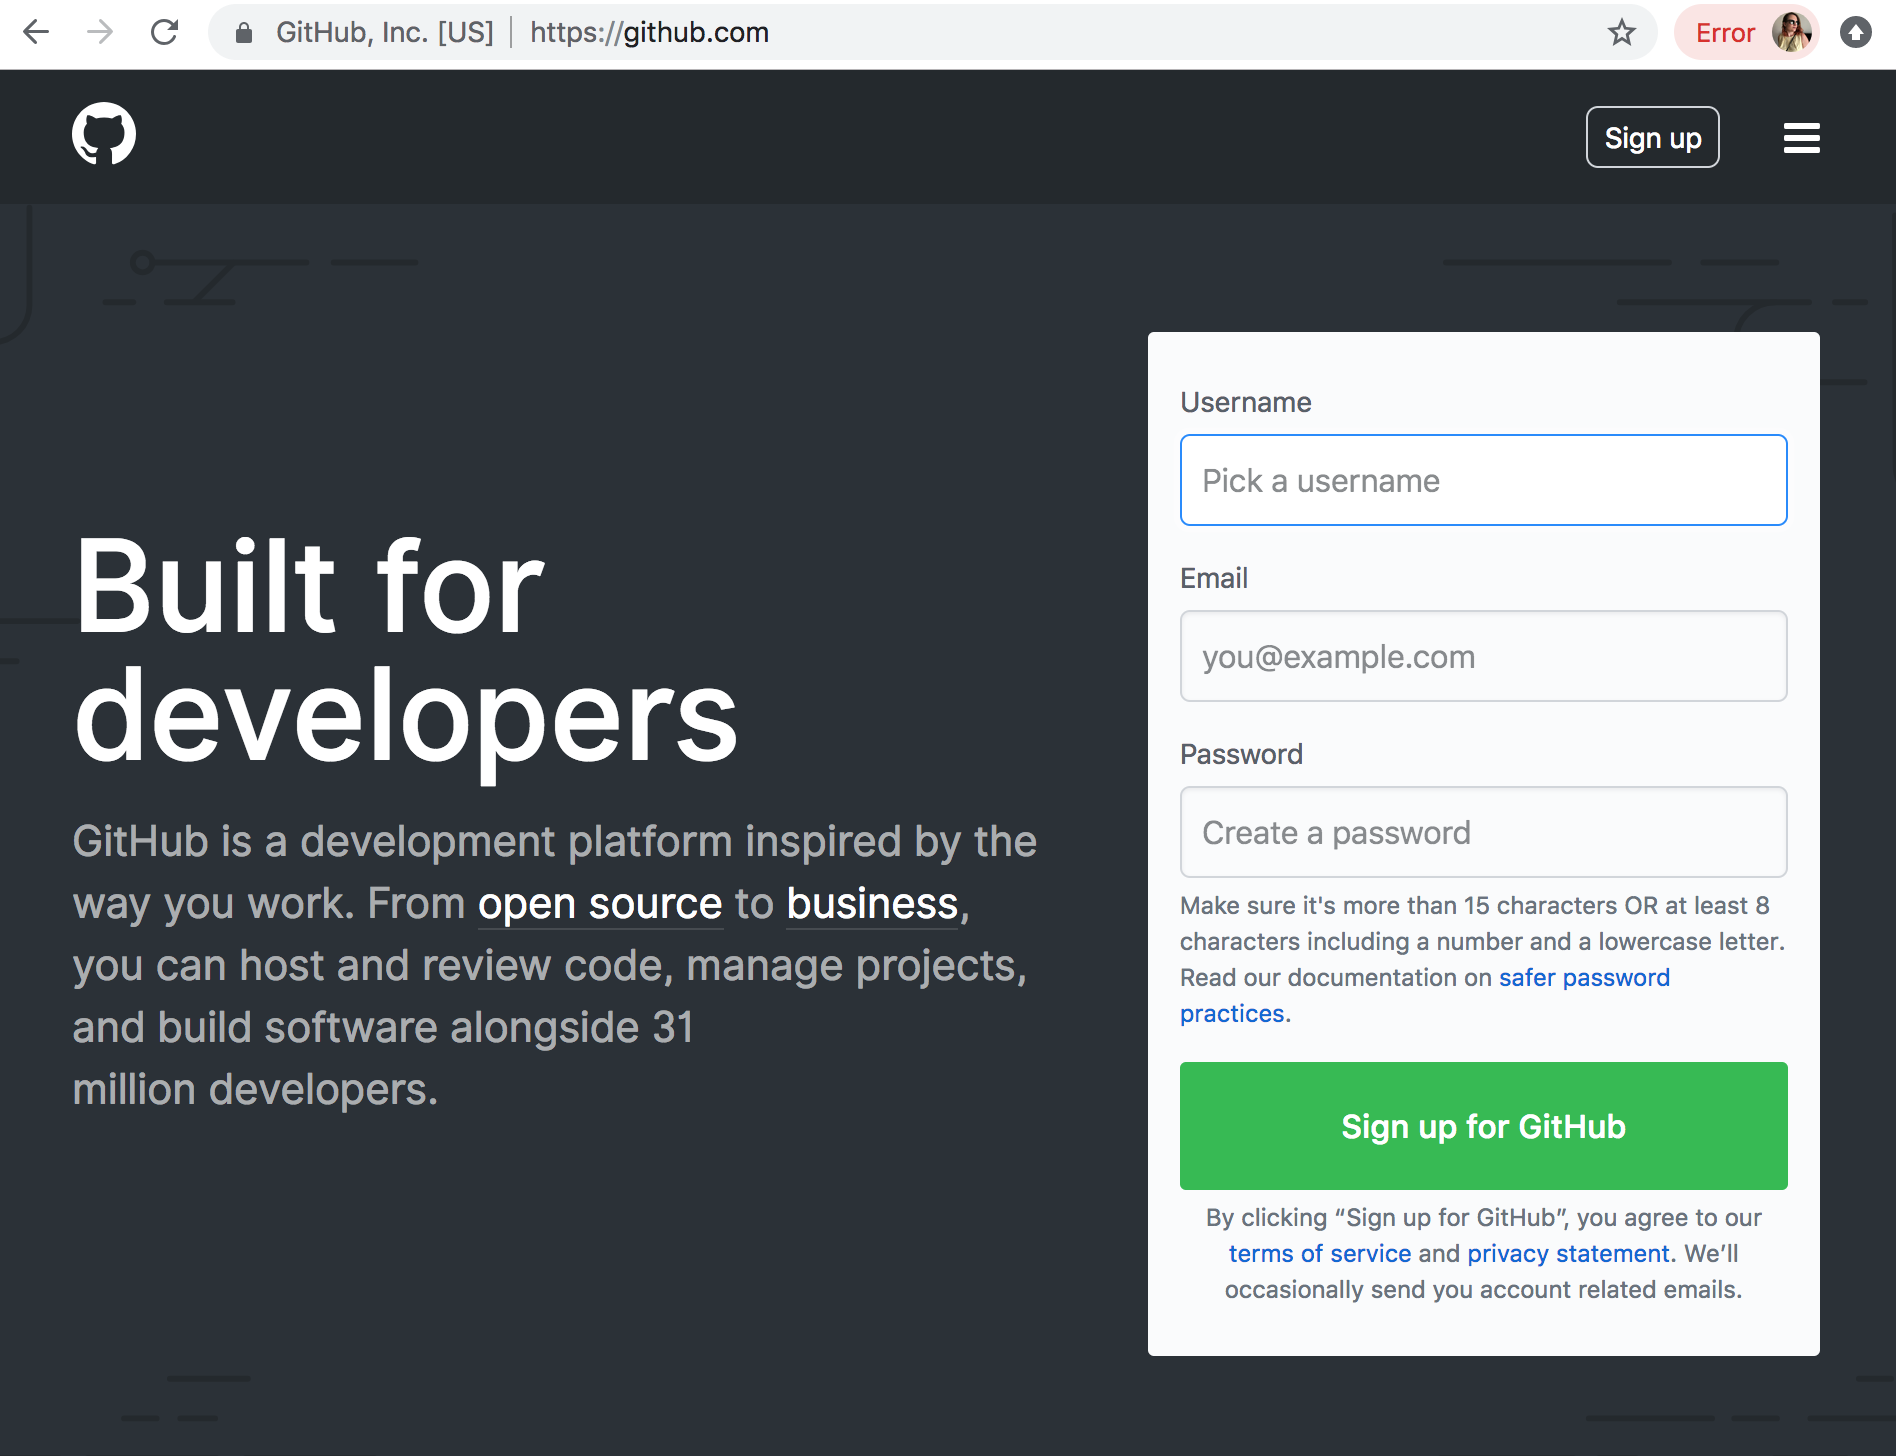 GitHub, Inc. [US] | https://github.com
Error
Sign up
Built for
developers
GitHub is a development platform inspired by the
way you work. From open source to business,
you can host and review code, manage projects,
and build software alongside 31
million developers.
Username
Pick a username
Email
you@example.com
Password
Create a password
Make sure it's more than 15 characters OR at least 8
characters including a number and a lowercase letter.
Read our documentation on safer password
practices.
Sign up for GitHub
By clicking “Sign up for GitHub”, you agree to our
terms of service and privacy statement. We’ll
occasionally send you account related emails.